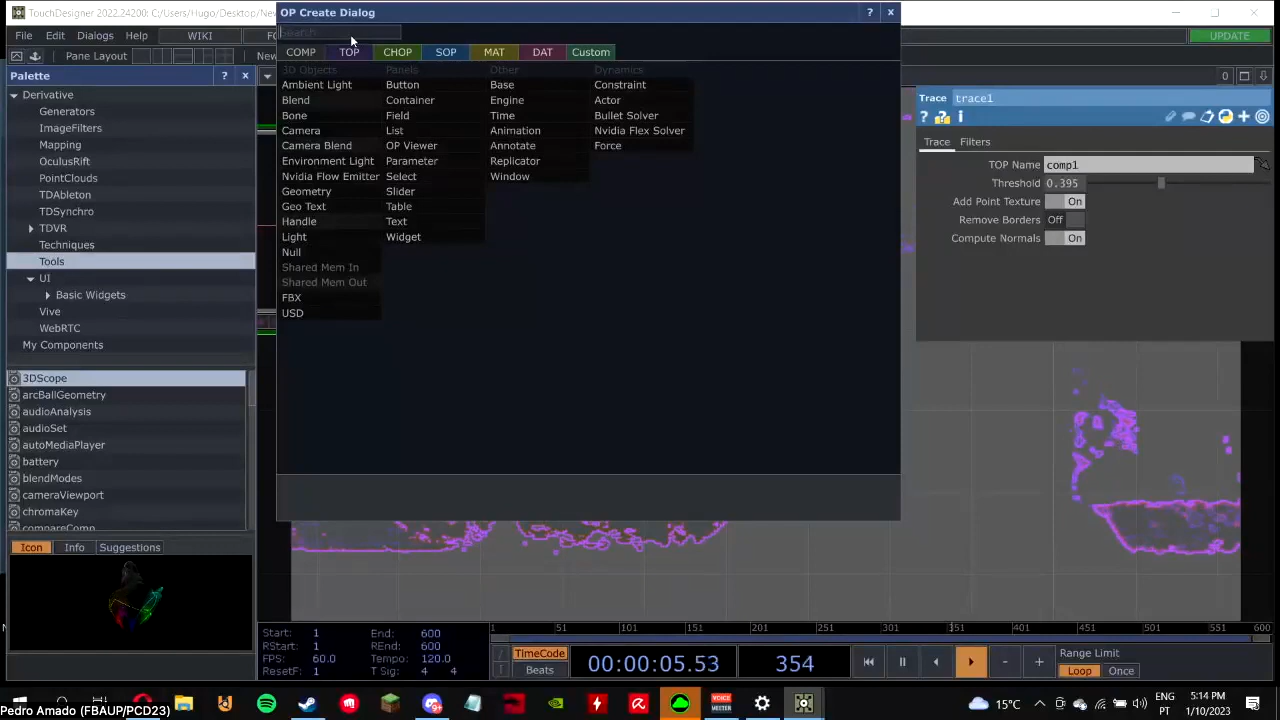 TouchDesigner 2022.24200: C:/Users/Hugo/Desktop/New
File Edit Dialogs Help WIKI
UPDATE
Pane Layout
OP Create Dialog ? ×
Search
COMP TOP CHOP SOP MAT DAT Custom
3D Objects Panels Other Dynamics
Ambient Light Button Base Constraint
Blend Container Engine Actor
Bone Field Time Bullet Solver
Camera List Animation Nvidia Flex Solver
Camera Blend OP Viewer Annotate Force
Environment Light Parameter Replicator
Nvidia Flow Emitter Select Window
Geometry Slider
Geo Text Table
Handle Text
Light Widget
Null
Shared Mem In
Shared Mem Out
FBX
USD
Palette ? ×
Derivative
Generators
ImageFilters
Mapping
OculusRift
PointClouds
TDAbleton
TDSynchro
TDVR
Techniques
Tools
UI
Basic Widgets
Vive
WebRTC
My Components
3DScope
arcBallGeometry
audioAnalysis
audioSet
autoMediaPlayer
battery
blendModes
cameraViewport
chromaKey
compareComp
Icon Info Suggestions
0
Trace trace1
Trace Filters
TOP Name comp1
Threshold 0.395
Add Point Texture On
Remove Borders Off
Compute Normals On
Start: 1 End: 600
RStart: 1 REnd: 600
FPS: 60.0 Tempo: 120.0
ResetF: 1 TSig: 4 4
1 51 101 151 201 251 301 351 401 451 501 551 600
TimeCode
Beats
00:00:05.53 354
Range Limit
Loop Once
Pedro Amado (FBAUP/PCD23)
VOICE MEETER
15°C
ENG
PT
5:14 PM
1/10/2023